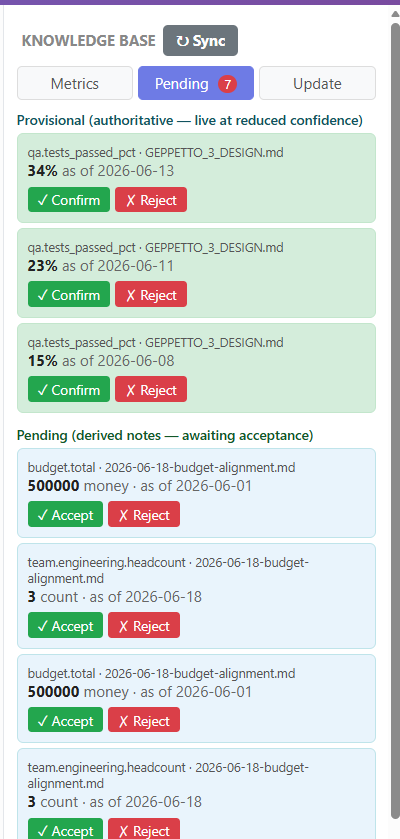 KNOWLEDGE BASE ↻ Sync
Metrics Pending 7 Update
Provisional (authoritative — live at reduced confidence)
qa.tests_passed_pct · GEPPETTO_3_DESIGN.md
34% as of 2026-06-13
✓ Confirm ✗ Reject
qa.tests_passed_pct · GEPPETTO_3_DESIGN.md
23% as of 2026-06-11
✓ Confirm ✗ Reject
qa.tests_passed_pct · GEPPETTO_3_DESIGN.md
15% as of 2026-06-08
✓ Confirm ✗ Reject
Pending (derived notes — awaiting acceptance)
budget.total · 2026-06-18-budget-alignment.md
500000 money · as of 2026-06-01
✓ Accept ✗ Reject
team.engineering.headcount · 2026-06-18-budget-
alignment.md
3 count · as of 2026-06-18
✓ Accept ✗ Reject
budget.total · 2026-06-18-budget-alignment.md
500000 money · as of 2026-06-01
✓ Accept ✗ Reject
team.engineering.headcount · 2026-06-18-budget-
alignment.md
3 count · as of 2026-06-18
✓ Accept ✗ Reject